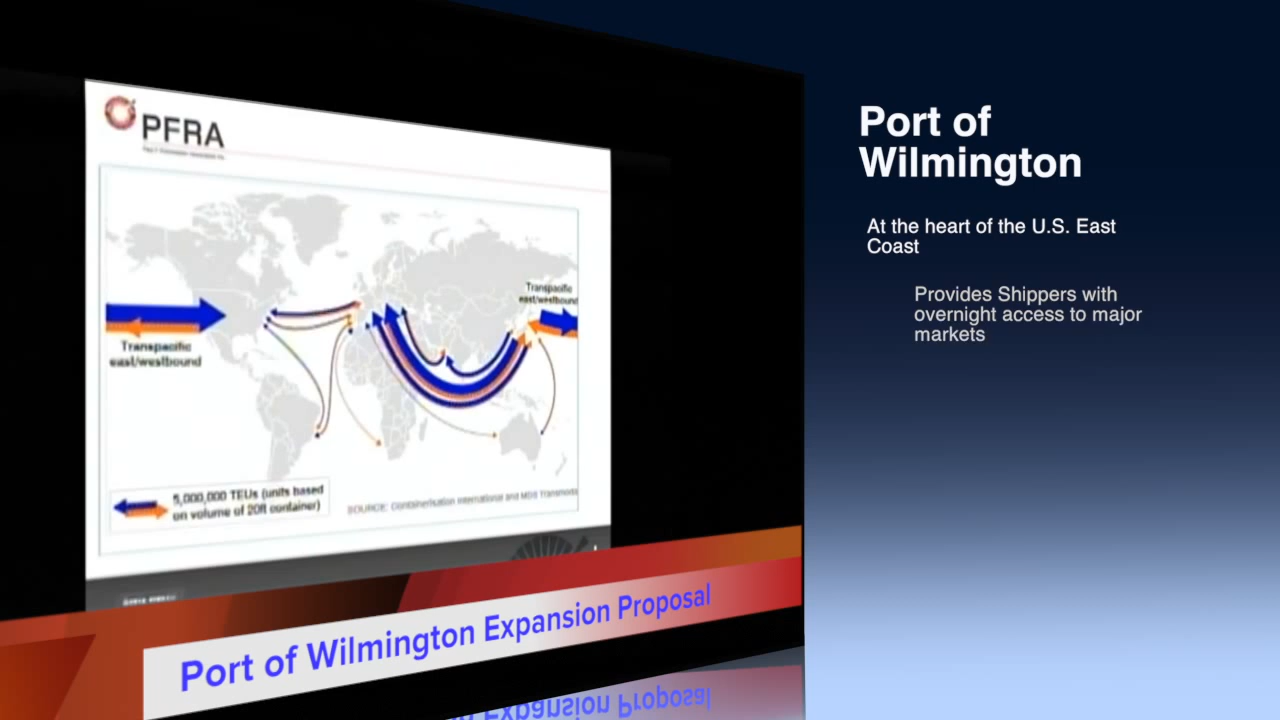 PFRA
Transpacific
east/westbound
Transpacific
east/westbound
5,000,000 TEUs (units based
on volume of 20ft container)
SOURCE: Containerisation International and MDS Transmodal
Port of Wilmington Expansion Proposal
Expansion Proposal
Port of
Wilmington
At the heart of the U.S. East
Coast
Provides Shippers with
overnight access to major
markets